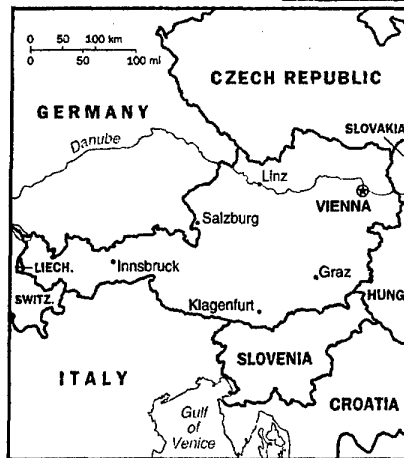 0 50 100 km
0 50 100 mi
CZECH REPUBLIC
GERMANY
Danube
SLOVAKIA
Linz
VIENNA
Salzburg
LIECH.
Innsbruck
SWITZ.
Graz
HUNG
Klagenfurt
SLOVENIA
ITALY
CROATIA
Gulf
of
Venice